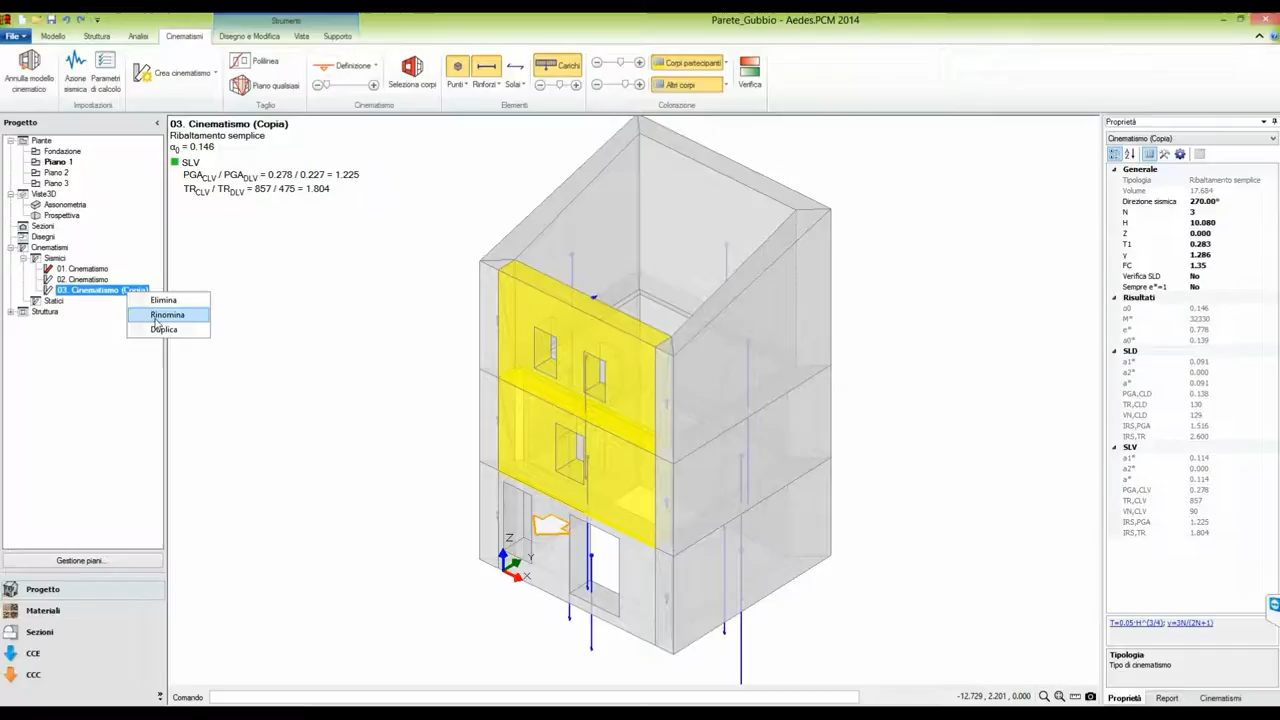 Strumenti
Parete_Gubbio - Aedes.PCM 2014
File
Modello
Struttura
Analisi
Cinematismi
Disegno e Modifica
Vista
Supporto
Annulla modello cinematico
Azione sismica
Parametri di calcolo
Impostazioni
Crea cinematismo
Polilinea
Piano qualsiasi
Taglio
Definizione
Seleziona corpi
Cinematismo
Punti
Rinforzi
Solai
Carichi
Elementi
Corpi partecipanti
Altri corpi
Colorazione
Verifica
Progetto
Piante
Fondazione
Piano 1
Piano 2
Piano 3
Viste3D
Assonometria
Prospettiva
Sezioni
Disegni
Cinematismi
Sismici
01. Cinematismo
02. Cinematismo
03. Cinematismo (Copia)
Statici
Struttura
Elimina
Rinomina
Duplica
Gestione piani...
Progetto
Materiali
Sezioni
CCE
CCC
03. Cinematismo (Copia)
Ribaltamento semplice
α0 = 0.146
SLV
PGACLV / PGADLV = 0.278 / 0.227 = 1.225
TRCLV / TRDLV = 857 / 475 = 1.804
Z
Y
X
Comando
-12.729, 2.201, 0.000
Proprietà
Cinematismo (Copia)
Generale
Tipologia Ribaltamento semplice
Volume 17.684
Direzione sismica 270.00°
N 3
H 10.080
Z 0.000
T1 0.283
γ 1.286
FC 1.35
Verifica SLD No
Sempre e*=1 No
Risultati
α0 0.146
M* 32330
e* 0.778
a0* 0.139
SLD
a1* 0.091
a2* 0.000
a* 0.091
PGA,CLD 0.138
TR,CLD 130
VN,CLD 129
IRS,PGA 1.516
IRS,TR 2.600
SLV
a1* 0.114
a2* 0.000
a* 0.114
PGA,CLV 0.278
TR,CLV 857
VN,CLV 90
IRS,PGA 1.225
IRS,TR 1.804
T=0,05·H^(3/4); γ=3N/(2N+1)
Tipologia
Tipo di cinematismo
Proprietà
Report
Cinematismi